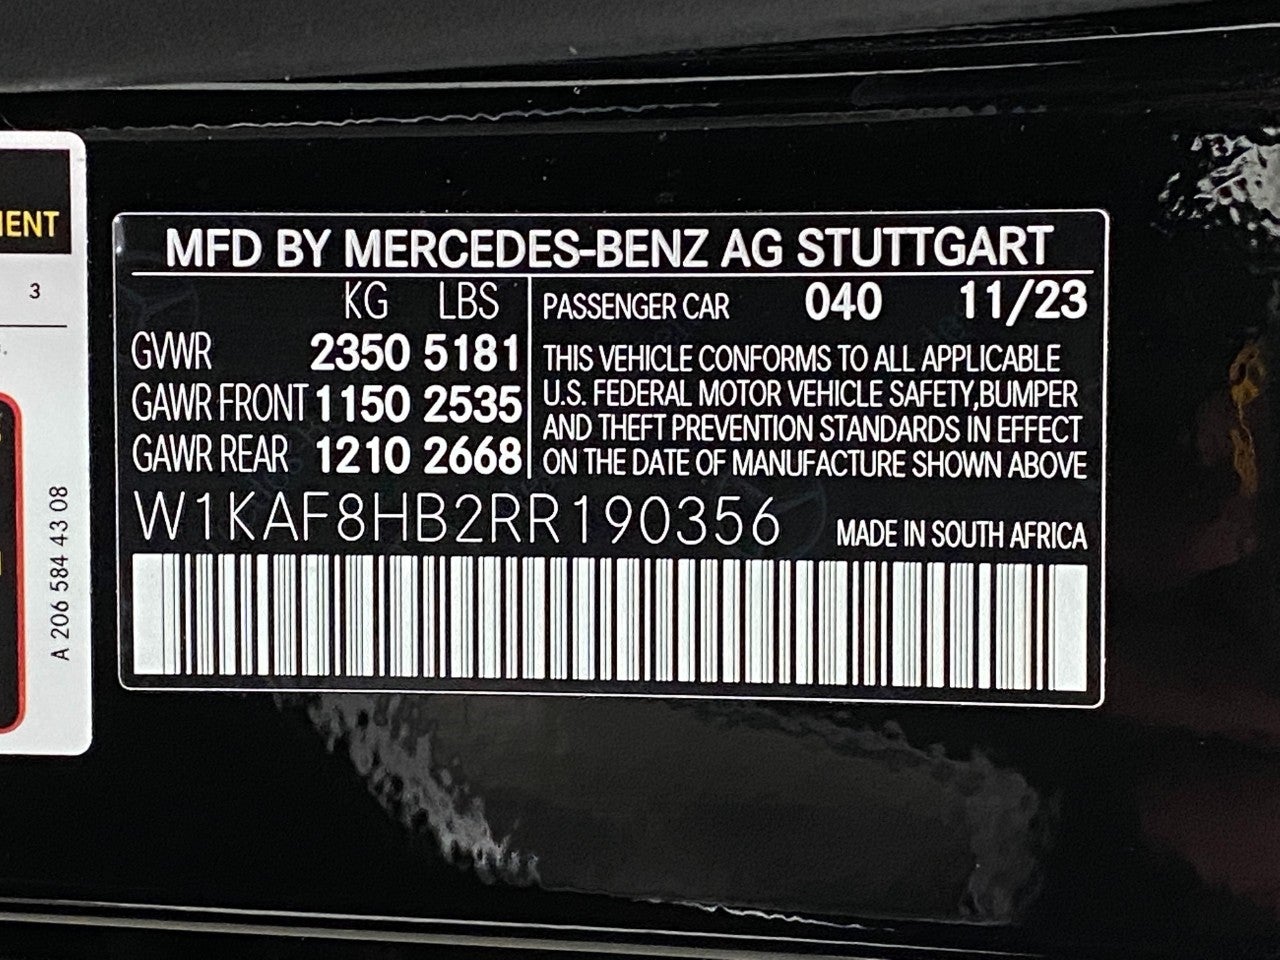 MFD BY MERCEDES-BENZ AG STUTTGART
KG LBS
GVWR 2350 5181
GAWR FRONT 1150 2535
GAWR REAR 1210 2668
PASSENGER CAR 040 11/23
THIS VEHICLE CONFORMS TO ALL APPLICABLE
U.S. FEDERAL MOTOR VEHICLE SAFETY,BUMPER
AND THEFT PREVENTION STANDARDS IN EFFECT
ON THE DATE OF MANUFACTURE SHOWN ABOVE
W1KAF8HB2RR190356
MADE IN SOUTH AFRICA
3
A 206 584 43 08